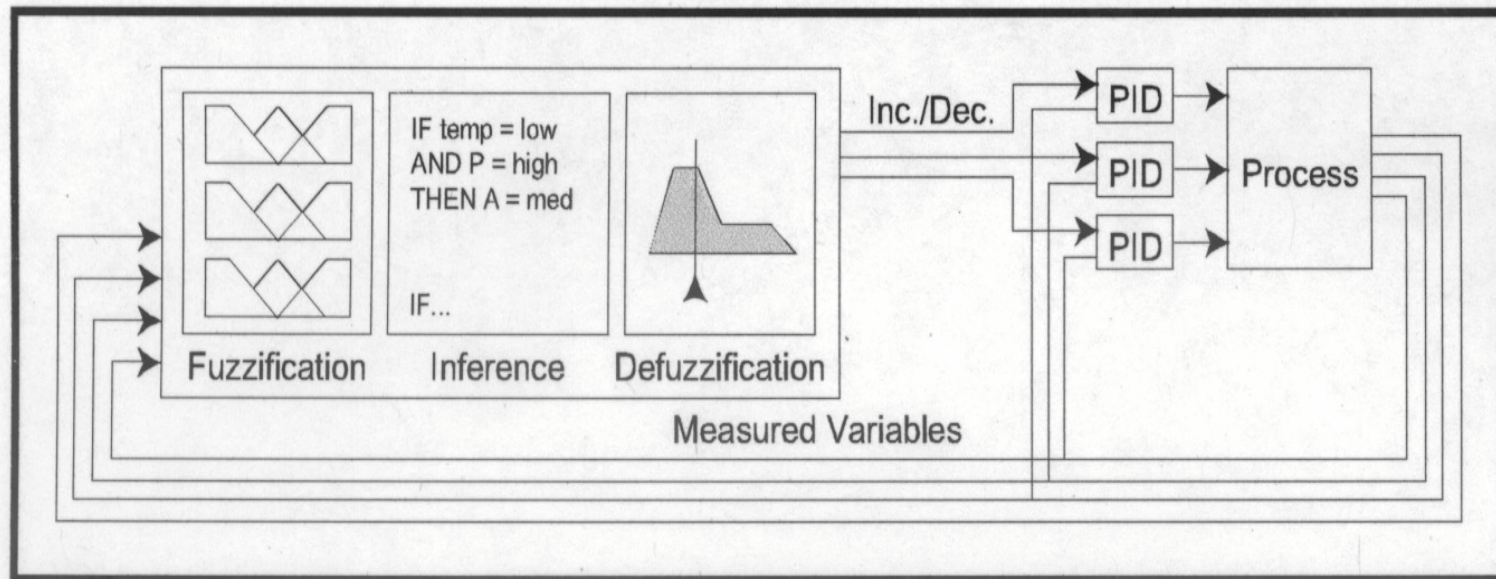 IF temp = low
AND P = high
THEN A = med
IF...
Fuzzification
Inference
Defuzzification
Inc./Dec.
PID
PID
PID
Process
Measured Variables